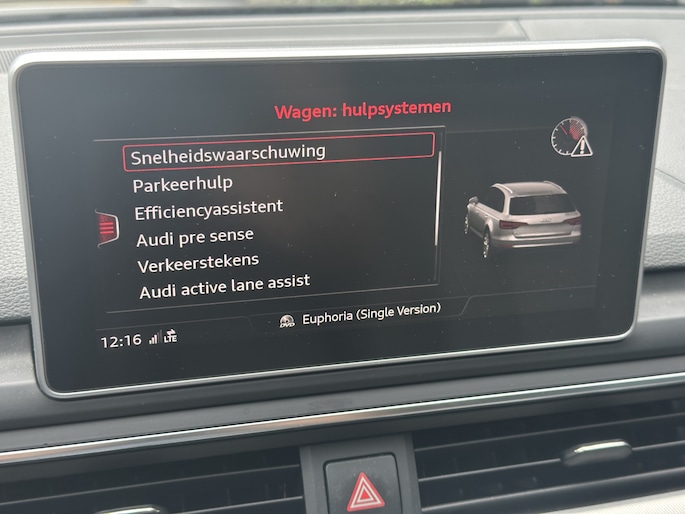 Wagen: hulpsystemen
Snelheidswaarschuwing
Parkeerhulp
Efficiencyassistent
Audi pre sense
Verkeerstekens
Audi active lane assist
DVD Euphoria (Single Version)
12:16 LTE